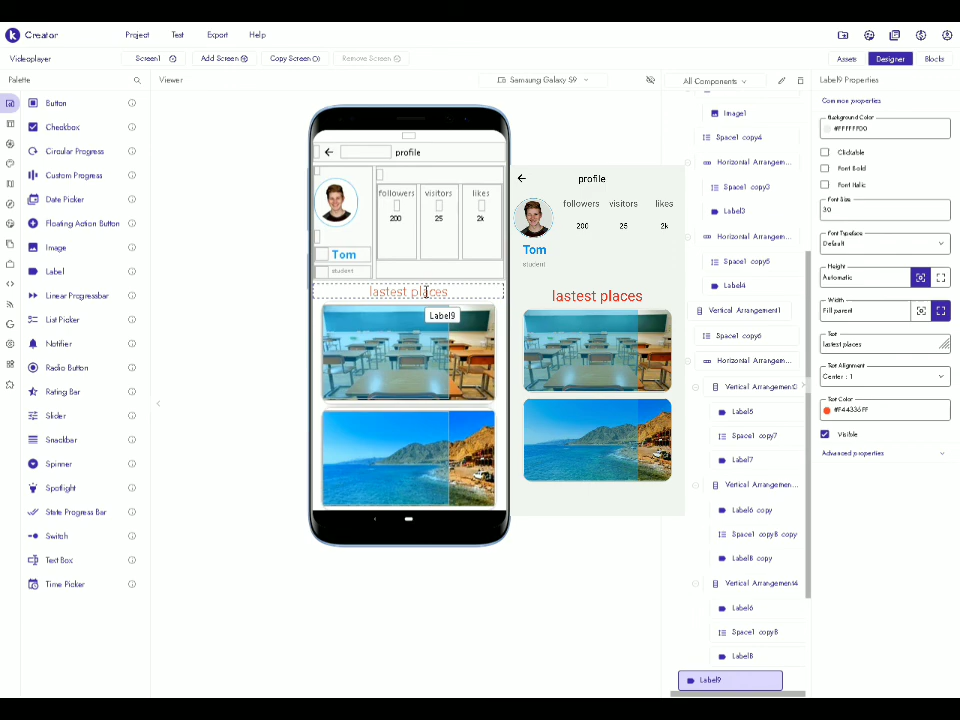 Creator
Project
Test
Export
Help
Videoplayer
Screen1
Add Screen
Copy Screen
Remove Screen
Assets
Designer
Blocks
Palette
Viewer
Samsung Galaxy S9
All Components
Label9 Properties
Button
Checkbox
Circular Progress
Custom Progress
Date Picker
Floating Action Button
Image
Label
Linear Progressbar
List Picker
Notifier
Radio Button
Rating Bar
Slider
Snackbar
Spinner
Spotlight
State Progress Bar
Switch
Text Box
Time Picker
profile
followers
visitors
likes
200
25
2k
Tom
student
lastest places
Label9
profile
followers
visitors
likes
200
25
2k
Tom
student
lastest places
Image1
Space1 copy4
Horizontal Arrangem...
Space1 copy3
Label3
Horizontal Arrangem...
Space1 copy5
Label4
Vertical Arrangement1
Space1 copy6
Horizontal Arrangem...
Vertical Arrangement3
Label5
Space1 copy7
Label7
Vertical Arrangemen...
Label6 copy
Space1 copy8 copy
Label8 copy
Vertical Arrangement4
Label6
Space1 copy8
Label8
Label9
Common properties
Background Color
#FFFFFF00
Clickable
Font Bold
Font Italic
Font Size
30
Font Typeface
Default
Height
Automatic
Width
Fill parent
Text
lastest places
Text Alignment
Center : 1
Text Color
#F44336FF
Visible
Advanced properties